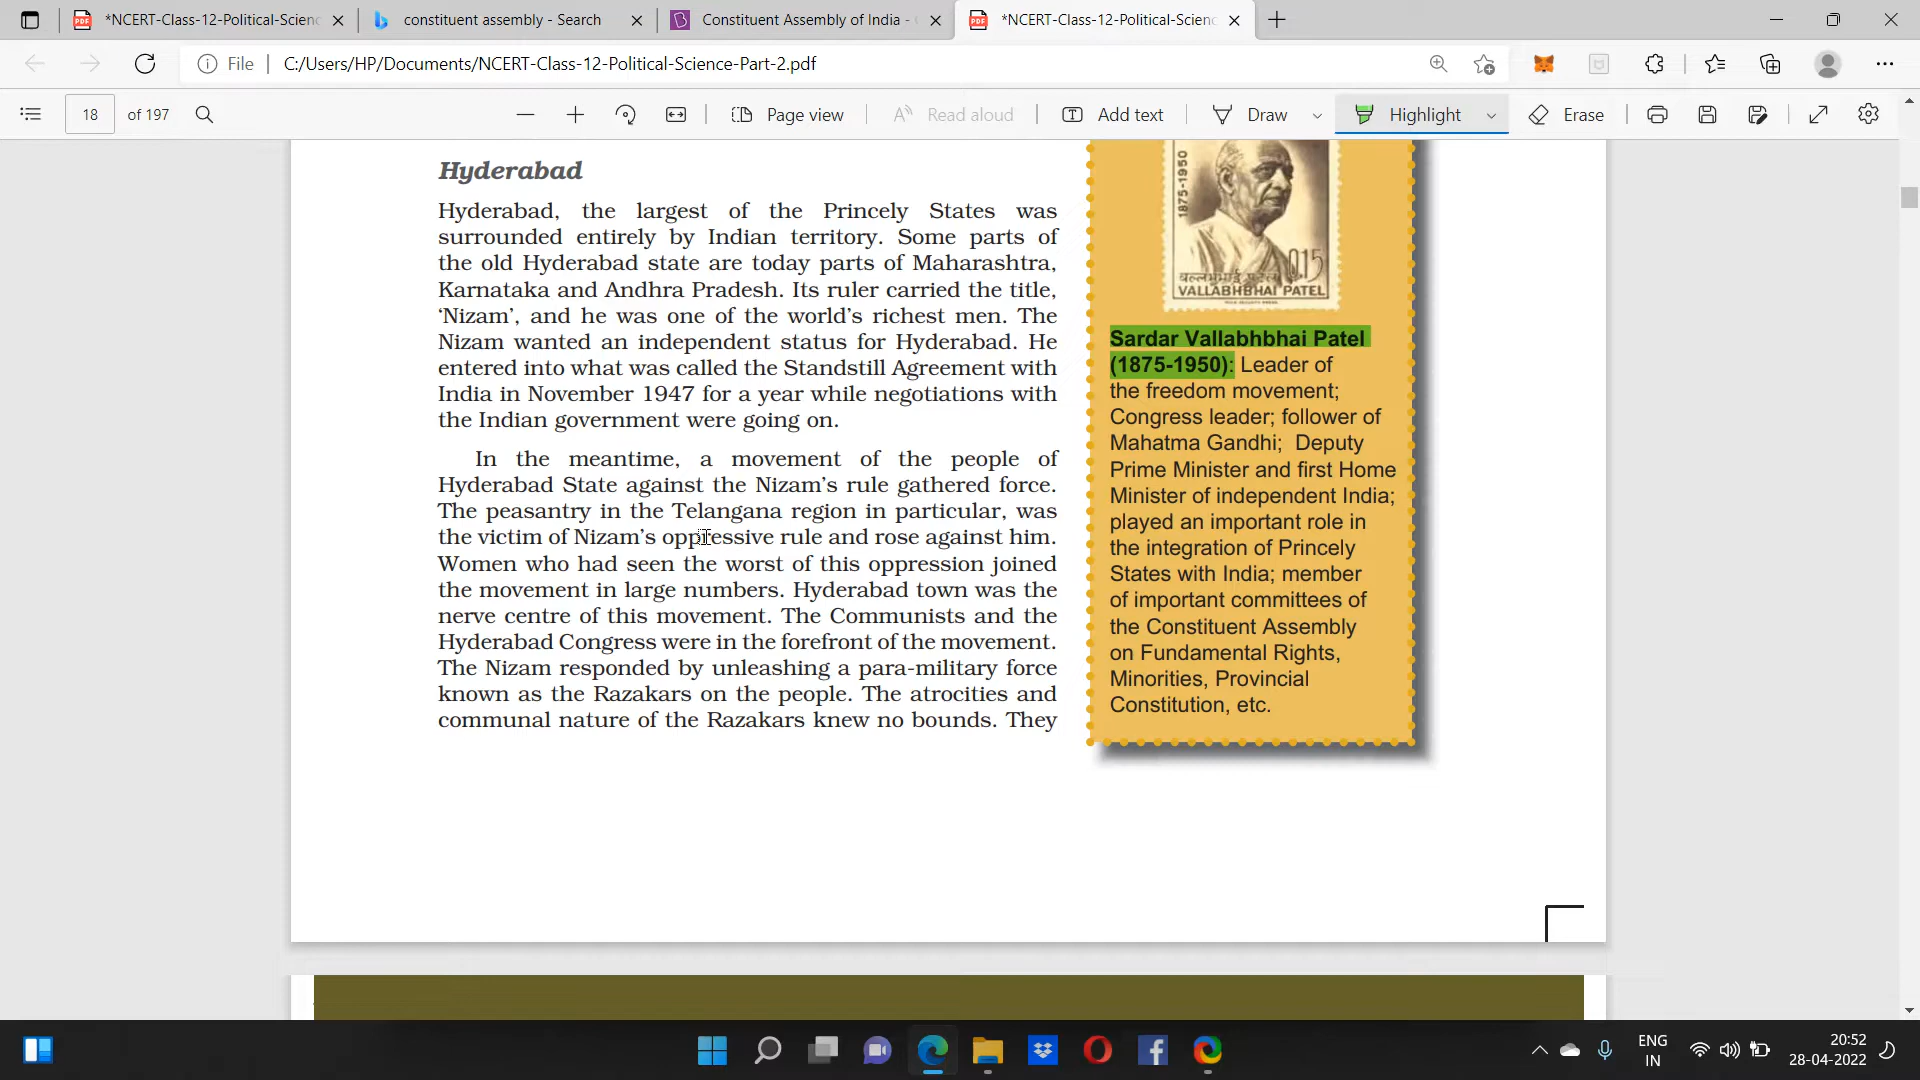 *NCERT-Class-12-Political-Scienc
constituent assembly - Search
Constituent Assembly of India -
*NCERT-Class-12-Political-Scienc
File
C:/Users/HP/Documents/NCERT-Class-12-Political-Science-Part-2.pdf
18 of 197
Page view
Read aloud
Add text
Draw
Highlight
Erase
Hyderabad
Hyderabad, the largest of the Princely States was
surrounded entirely by Indian territory. Some parts of
the old Hyderabad state are today parts of Maharashtra,
Karnataka and Andhra Pradesh. Its ruler carried the title,
‘Nizam’, and he was one of the world’s richest men. The
Nizam wanted an independent status for Hyderabad. He
entered into what was called the Standstill Agreement with
India in November 1947 for a year while negotiations with
the Indian government were going on.
In the meantime, a movement of the people of
Hyderabad State against the Nizam’s rule gathered force.
The peasantry in the Telangana region in particular, was
the victim of Nizam’s oppressive rule and rose against him.
Women who had seen the worst of this oppression joined
the movement in large numbers. Hyderabad town was the
nerve centre of this movement. The Communists and the
Hyderabad Congress were in the forefront of the movement.
The Nizam responded by unleashing a para-military force
known as the Razakars on the people. The atrocities and
communal nature of the Razakars knew no bounds. They
1875-1950
0.15
वल्लभभाई पटेल
VALLABHBHAI PATEL
Sardar Vallabhbhai Patel
(1875-1950): Leader of
the freedom movement;
Congress leader; follower of
Mahatma Gandhi; Deputy
Prime Minister and first Home
Minister of independent India;
played an important role in
the integration of Princely
States with India; member
of important committees of
the Constituent Assembly
on Fundamental Rights,
Minorities, Provincial
Constitution, etc.
ENG
IN
20:52
28-04-2022